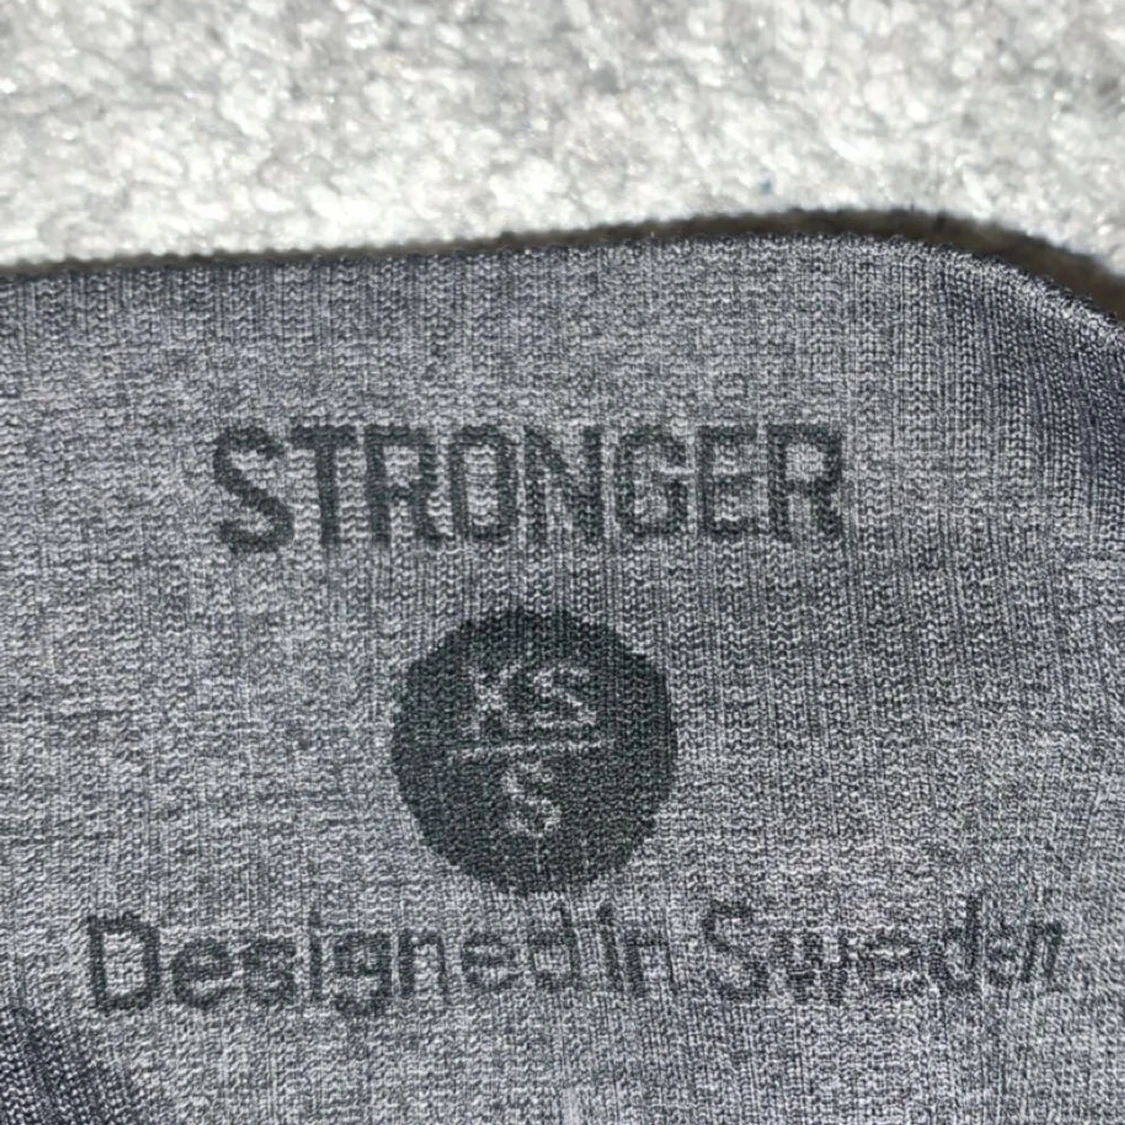 STRONGER
XS
S
Designed in Sweden